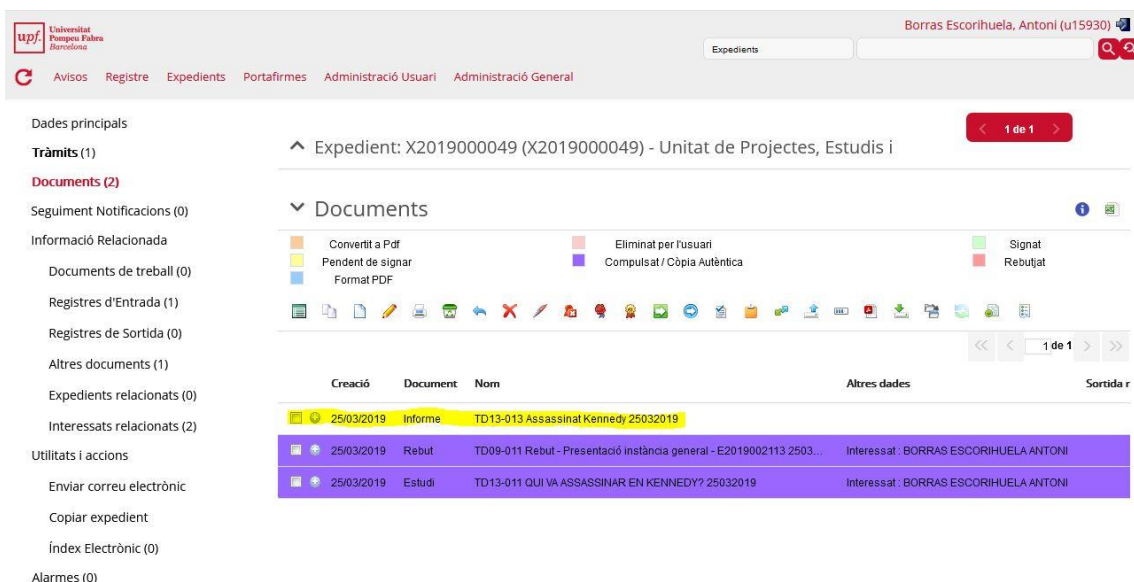 upf.
Universitat
Pompeu Fabra
Barcelona
Borras Escorihuela, Antoni (u15930)
Expedients
Avisos Registre Expedients Portafirmes Administració Usuari Administració General
Dades principals
Tràmits (1)
Documents (2)
Seguiment Notificacions (0)
Informació Relacionada
Documents de treball (0)
Registres d'Entrada (1)
Registres de Sortida (0)
Altres documents (1)
Expedients relacionats (0)
Interessats relacionats (2)
Utilitats i accions
Enviar correu electrònic
Copiar expedient
Índex Electrònic (0)
Alarmes (0)
1 de 1
Expedient: X2019000049 (X2019000049) - Unitat de Projectes, Estudis i
Documents
Convertit a Pdf Eliminat per l'usuari Signat
Pendent de signar Compulsat / Còpia Autèntica Rebutjat
Format PDF
1 de 1
Creació Document Nom Altres dades Sortida r
25/03/2019 Informe TD13-013 Assassinat Kennedy 25032019
25/03/2019 Rebut TD09-011 Rebut - Presentació instància general - E2019002113 2503... Interessat : BORRAS ESCORIHUELA ANTONI
25/03/2019 Estudi TD13-011 QUI VA ASSASSINAR EN KENNEDY? 25032019 Interessat : BORRAS ESCORIHUELA ANTONI